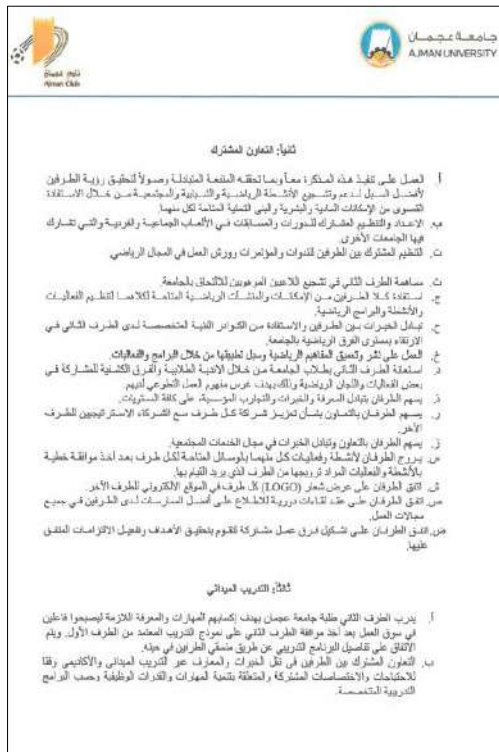 نادي عجمان
Ajman Club
جامعة عجمان
AJMAN UNIVERSITY
ثانياً: التعاون المشترك
أ. العمل على تنفيذ هذه المذكرة معاً وبما تحققه المنفعة المتبادلة وصولاً لتحقيق رؤية الطرفين
لأفضل السبل لدعم وتشجيع الأنشطة الرياضية والشبابية والمجتمعية من خلال الاستفادة
القصوى من الإمكانات المادية والبشرية والبنى التحتية المتاحة لكل منهما.
ب. الاعداد والتنظيم المشترك للدورات والمسابقات في الألعاب الجماعية والفردية والتي تشارك
فيها الجامعات الأخرى.
ت. التنظيم المشترك بين الطرفين للندوات والمؤتمرات وورش العمل في المجال الرياضي.
ث. مساهمة الطرف الثاني في تشجيع اللاعبين الموهوبين للالتحاق بالجامعة.
ج. استفادة كلا الطرفين من الإمكانات والمنشآت الرياضية المتاحة لكلاهما لتنظيم الفعاليات
والأنشطة والبرامج الرياضية.
ح. تبادل الخبرات بين الطرفين والاستفادة من الكوادر الفنية المتخصصة لدى الطرف الثاني في
الارتقاء بمستوى الفرق الرياضية بالجامعة.
خ. العمل على نشر وتعميق المفاهيم الرياضية وسبل تطبيقها من خلال البرامج والفعاليات.
د. استعانة الطرف الثاني بطلاب الجامعة من خلال الاندية الطلابية والفرق الكشفية للمشاركة في
بعض الفعاليات واللجان الرياضية وذلك بهدف غرس مفهوم العمل التطوعي لديهم.
ذ. يسهم الطرفان بتبادل المعرفة والخبرات والتجارب المؤسسية، على كافة المستويات.
ر. يسهم الطرفان بالتعاون بشأن تعزيز شراكة كل طرف مع الشركاء الاستراتيجيين للطرف
الآخر.
ز. يسهم الطرفان بالتعاون وتبادل الخبرات في مجال الخدمات المجتمعية.
س. يروج الطرفان لأنشطة وفعاليات كل منهما بالوسائل المتاحة لكل طرف بعد أخذ موافقة خطية
بالأنشطة والفعاليات المراد ترويجها من الطرف الذي يريد القيام بها.
ش. اتفق الطرفان على عرض شعار (LOGO) كل طرف في الموقع الالكتروني للطرف الآخر.
ص. اتفق الطرفان على عقد لقاءات دورية للاطلاع على أفضل الممارسات لدى الطرفين في جميع
مجالات العمل.
ض. اتفق الطرفان على تشكيل فرق عمل مشتركة لتقوم بتحقيق الأهداف وتفعيل الالتزامات المتفق
عليها.
ثالثاً: التدريب الميداني
أ. يدرب الطرف الثاني طلبة جامعة عجمان بهدف إكسابهم المهارات والمعرفة اللازمة ليصبحوا فاعلين
في سوق العمل بعد أخذ موافقة الطرف الثاني على نموذج التدريب المعتمد من الطرف الأول. ويتم
الاتفاق على تفاصيل البرنامج التدريبي عن طريق منسقي الطرفين في حينه.
ب. التعاون المشترك بين الطرفين في نقل الخبرات والمعارف عبر التدريب الميداني والأكاديمي وفقا
للاحتياجات والاختصاصات المشتركة والمتعلقة بتنمية المهارات والقدرات الوظيفية وحسب البرامج
التدريبية المتخصصة.